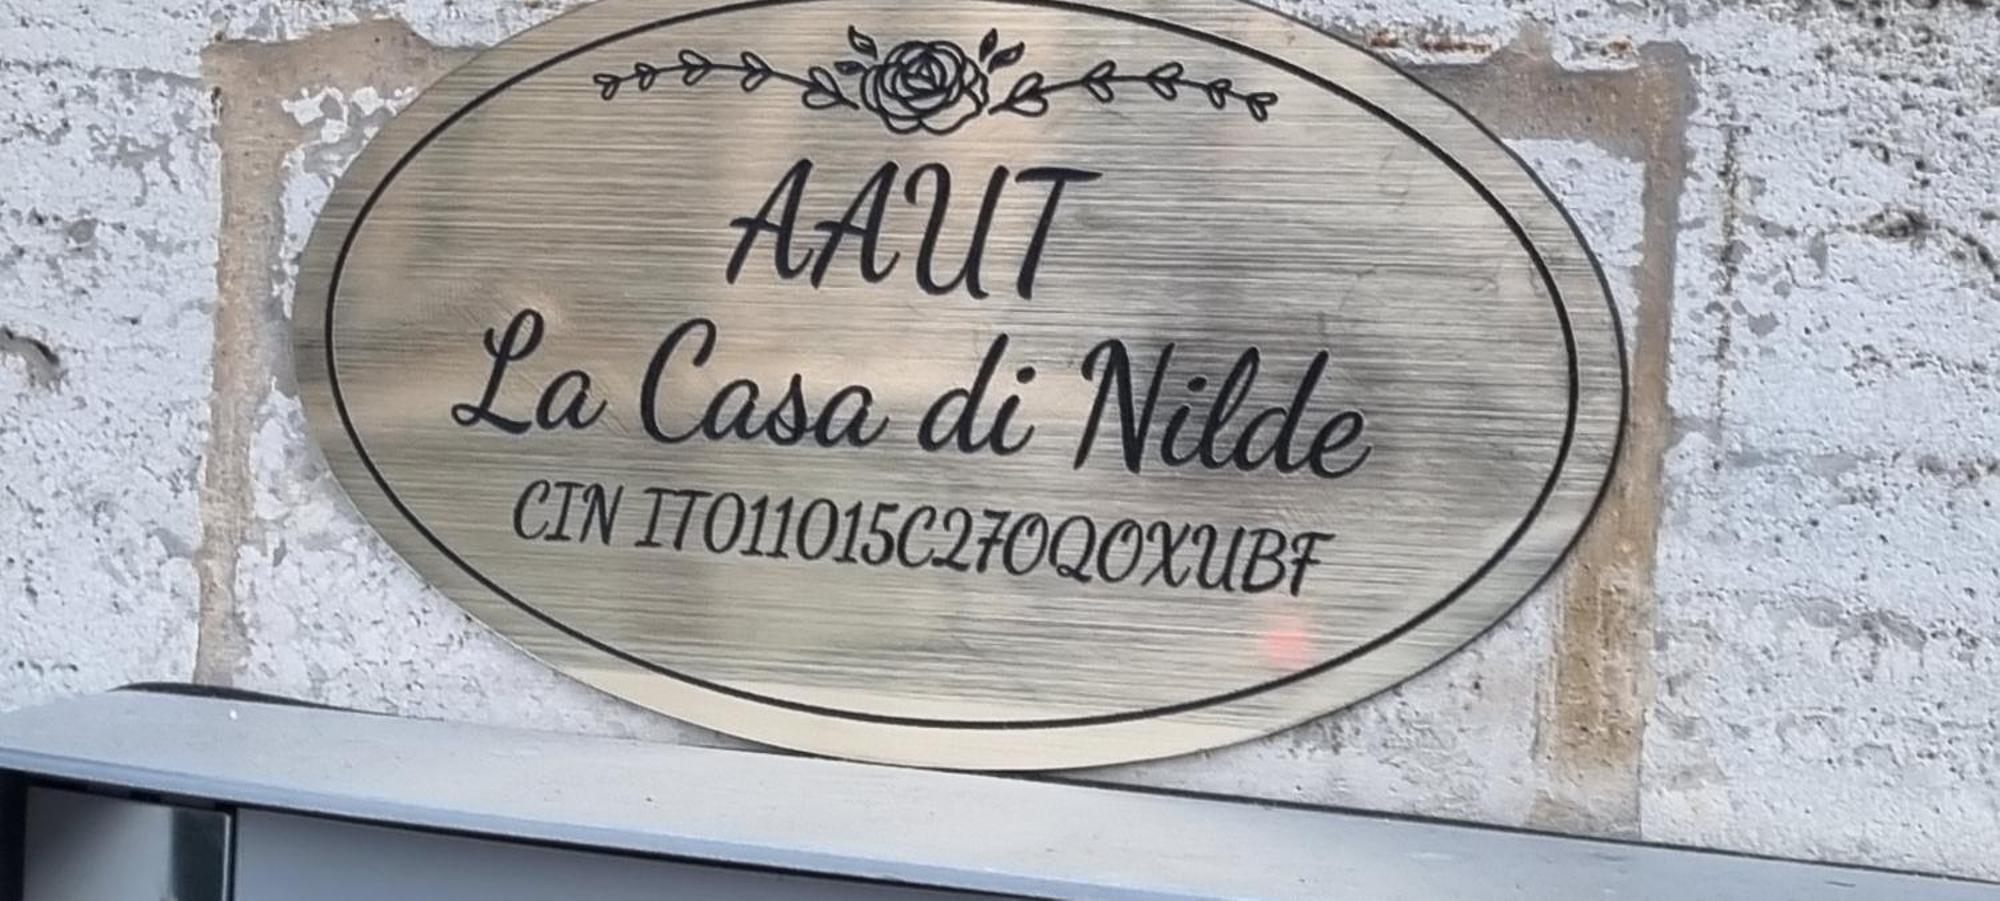 AAUT
La Casa di Nilde
CIN IT011015C27OQOXUBF